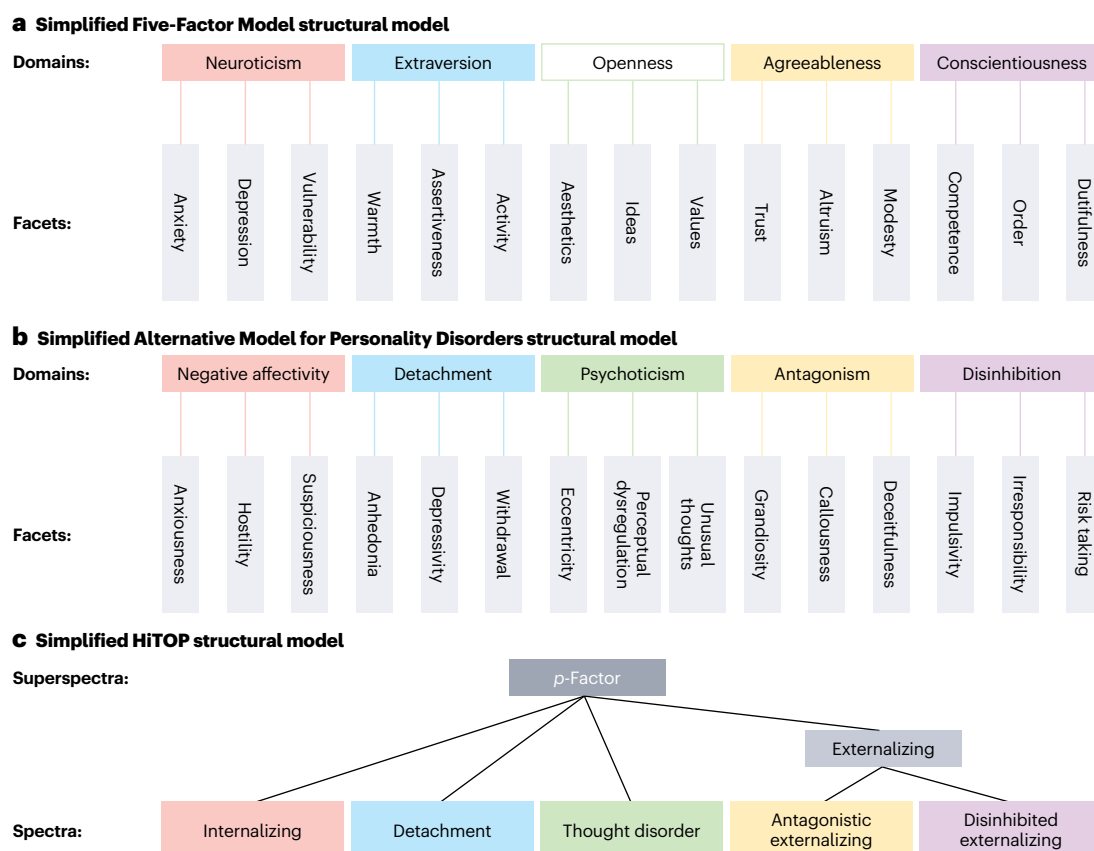 a Simplified Five-Factor Model structural model
Domains:
Neuroticism
Extraversion
Openness
Agreeableness
Conscientiousness
Facets:
Anxiety
Depression
Vulnerability
Warmth
Assertiveness
Activity
Aesthetics
Ideas
Values
Trust
Altruism
Modesty
Competence
Order
Dutifulness
b Simplified Alternative Model for Personality Disorders structural model
Domains:
Negative affectivity
Detachment
Psychoticism
Antagonism
Disinhibition
Facets:
Anxiousness
Hostility
Suspiciousness
Anhedonia
Depressivity
Withdrawal
Eccentricity
Perceptual
dysregulation
Unusual
thoughts
Grandiosity
Callousness
Deceitfulness
Impulsivity
Irresponsibility
Risk taking
c Simplified HiTOP structural model
Superspectra:
p-Factor
Externalizing
Spectra:
Internalizing
Detachment
Thought disorder
Antagonistic
externalizing
Disinhibited
externalizing